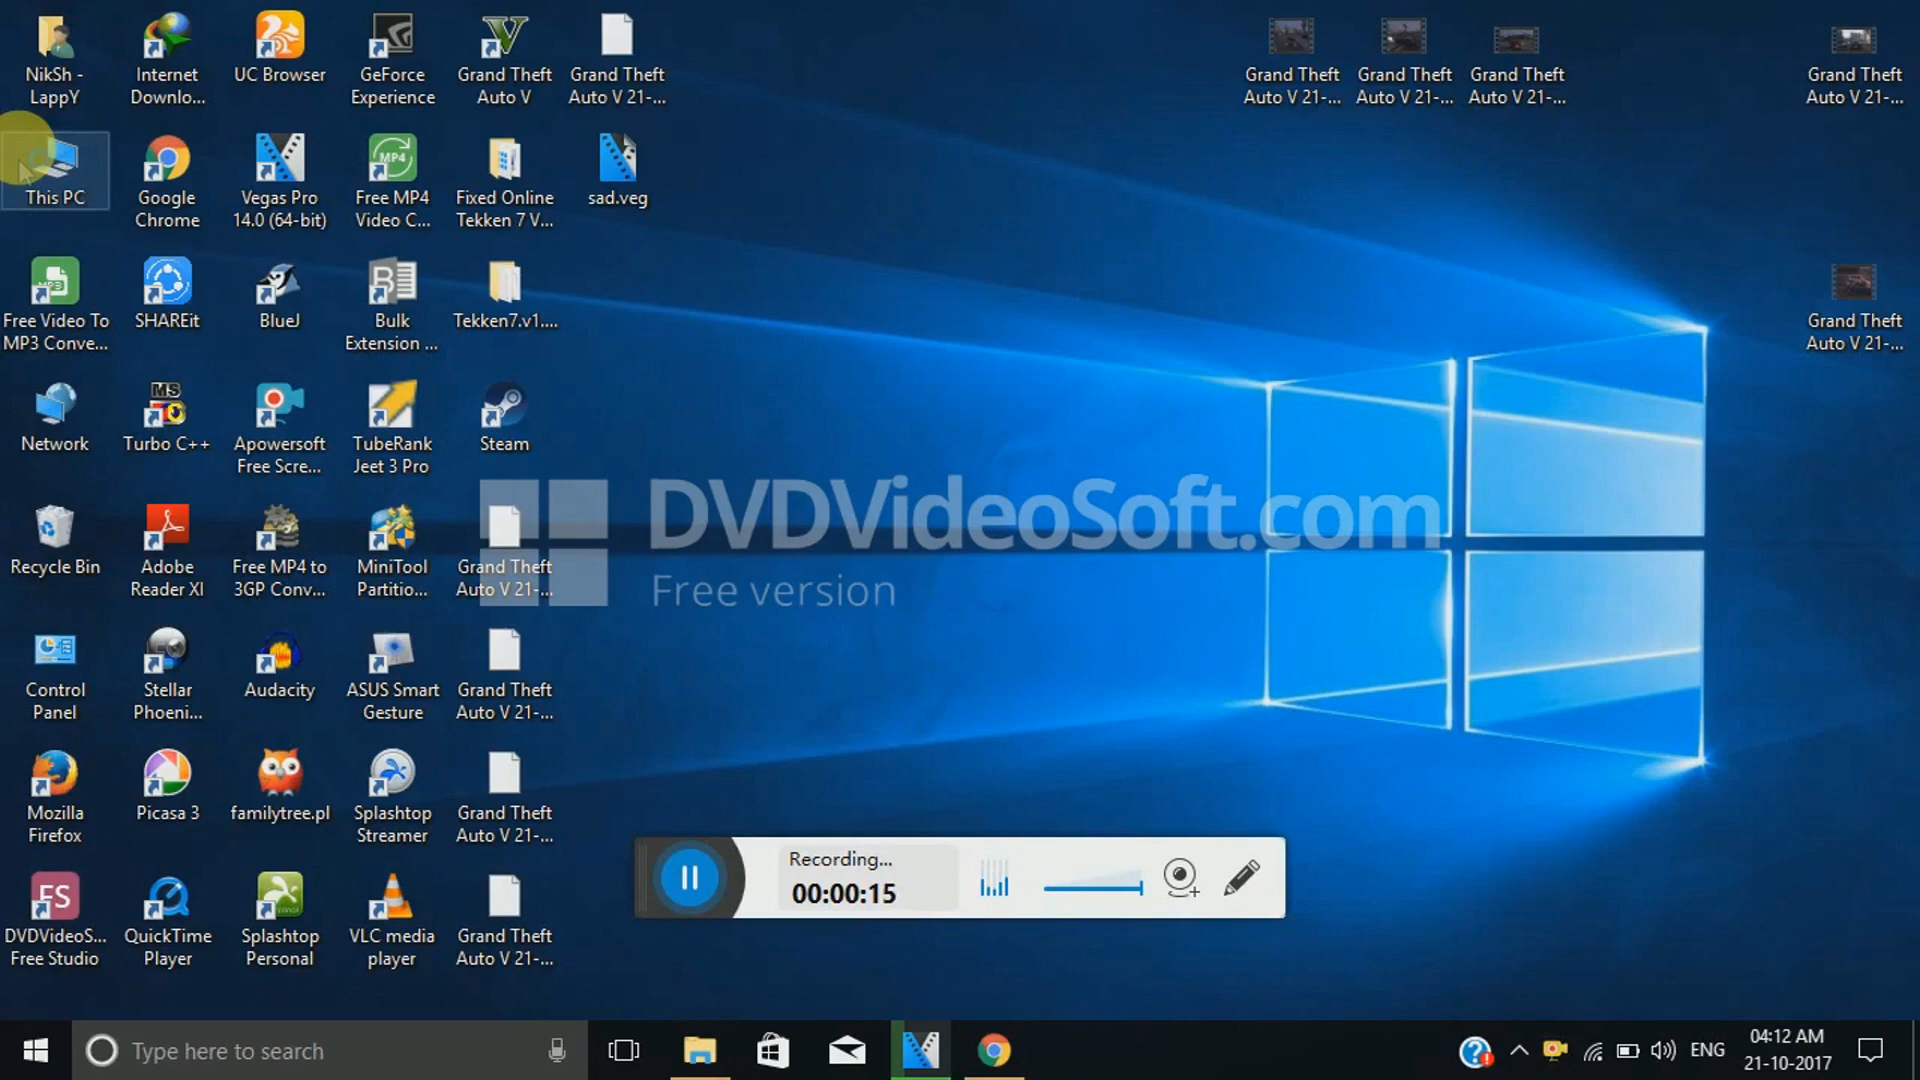 NikSh -
LappY
Internet
Downlo...
UC Browser
GeForce
Experience
Grand Theft
Auto V
Grand Theft
Auto V 21-...
Grand Theft
Auto V 21-...
Grand Theft
Auto V 21-...
Grand Theft
Auto V 21-...
Grand Theft
Auto V 21-...
This PC
Google
Chrome
Vegas Pro
14.0 (64-bit)
MP4
Free MP4
Video C...
Fixed Online
Tekken 7 V...
sad.veg
MP3
Free Video To
MP3 Conve...
SHAREit
BlueJ
B
Bulk
Extension ...
Tekken7.v1....
Grand Theft
Auto V 21-...
Network
MS
Turbo C++
Apowersoft
Free Scre...
TubeRank
Jeet 3 Pro
Steam
DVDVideoSoft.com
Free version
Recycle Bin
Adobe
Reader XI
Free MP4 to
3GP Conv...
MiniTool
Partitio...
Grand Theft
Auto V 21-...
Control
Panel
Stellar
Phoeni...
Audacity
ASUS Smart
Gesture
Grand Theft
Auto V 21-...
Mozilla
Firefox
Picasa 3
familytree.pl
Splashtop
Streamer
Grand Theft
Auto V 21-...
Recording...
00:00:15
FS
DVDVideoS...
Free Studio
QuickTime
Player
Splashtop
Personal
VLC media
player
Grand Theft
Auto V 21-...
Type here to search
ENG
04:12 AM
21-10-2017